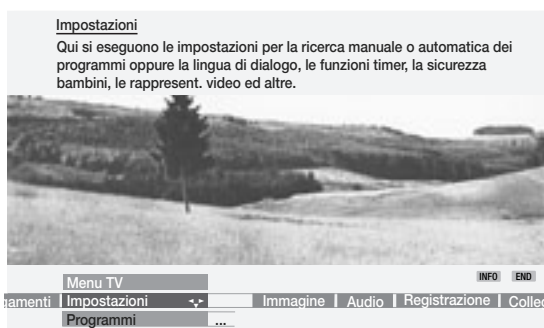 Impostazioni
Qui si eseguono le impostazioni per la ricerca manuale o automatica dei
programmi oppure la lingua di dialogo, le funzioni timer, la sicurezza
bambini, le rappresent. video ed altre.
Menu TV
INFO END
Impostazioni Immagine Audio Registrazione
Programmi ...